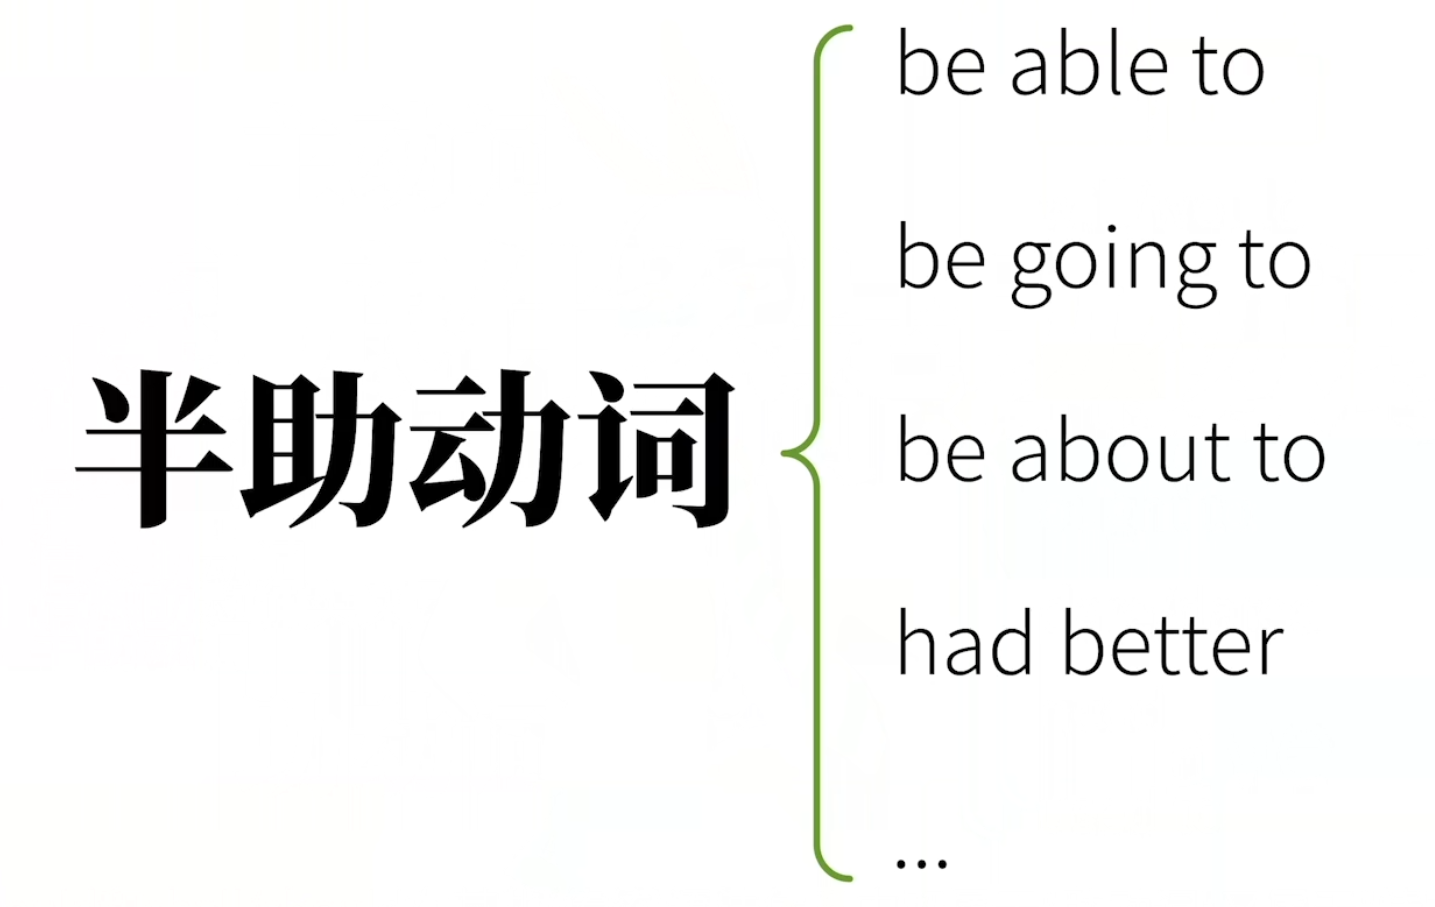 半助动词
be able to
be going to
be about to
had better
...